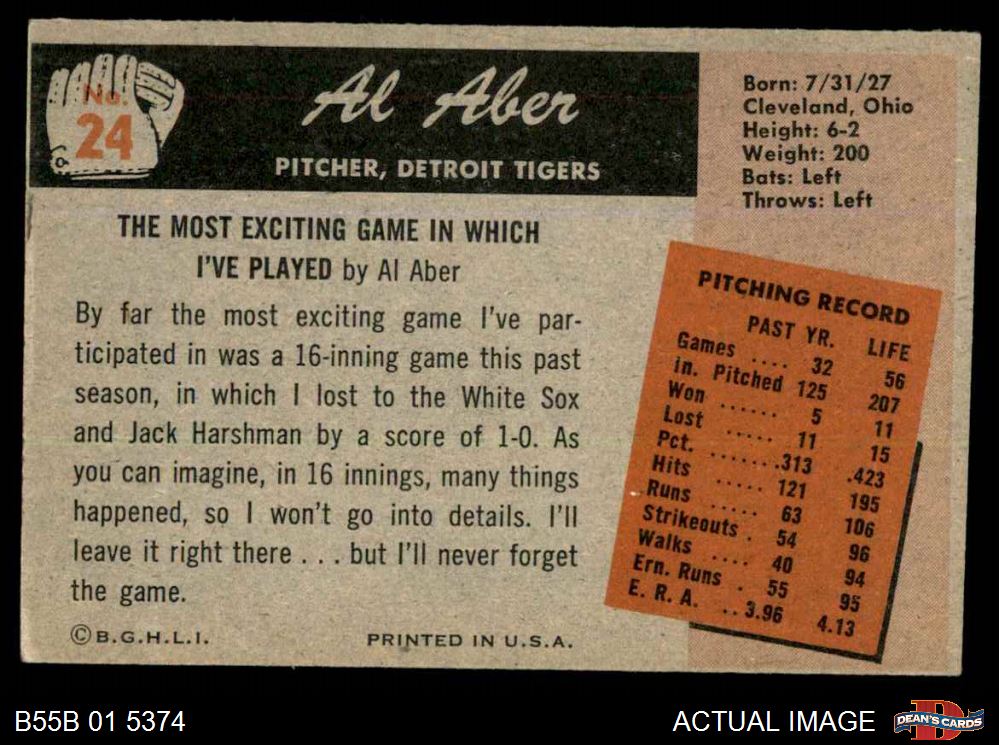 No.
24
Al Aber
PITCHER, DETROIT TIGERS
Born: 7/31/27
Cleveland, Ohio
Height: 6-2
Weight: 200
Bats: Left
Throws: Left
THE MOST EXCITING GAME IN WHICH
I'VE PLAYED by Al Aber
By far the most exciting game I've par-
ticipated in was a 16-inning game this past
season, in which I lost to the White Sox
and Jack Harshman by a score of 1-0. As
you can imagine, in 16 innings, many things
happened, so I won't go into details. I'll
leave it right there . . . but I'll never forget
the game.
©B.G.H.L.I. PRINTED IN U.S.A.
PITCHING RECORD
PAST YR. LIFE
Games .... 32 56
in. Pitched 125 207
Won ...... 5 11
Lost ..... 11 15
Pct. .......313 .423
Hits ..... 121 195
Runs ..... 63 106
Strikeouts . 54 96
Walks .... 40 94
Ern. Runs . 55 95
E. R. A. .. 3.96 4.13
B55B 01 5374
ACTUAL IMAGE
D
DEAN'S CARDS